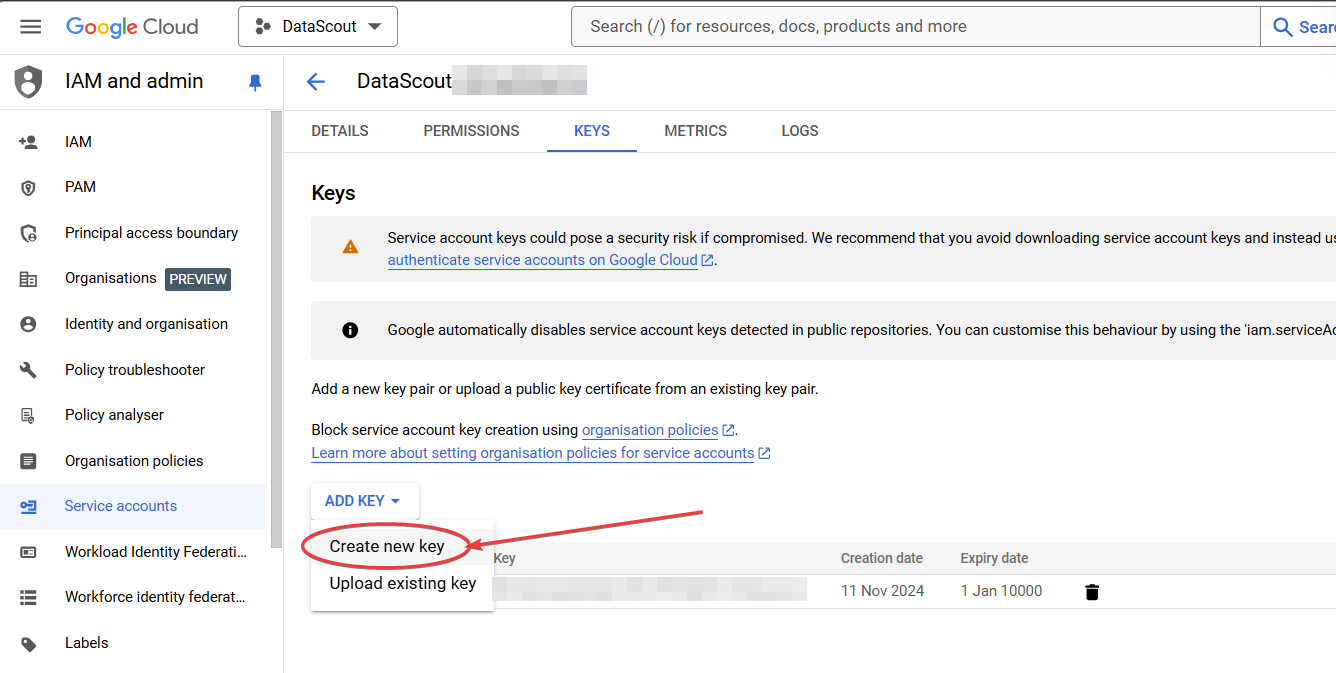 Google Cloud
DataScout
Search (/) for resources, docs, products and more
Sear
IAM and admin
DataScout
IAM
PAM
Principal access boundary
Organisations PREVIEW
Identity and organisation
Policy troubleshooter
Policy analyser
Organisation policies
Service accounts
Workload Identity Federati...
Workforce identity federat...
Labels
DETAILS PERMISSIONS KEYS METRICS LOGS
Keys
Service account keys could pose a security risk if compromised. We recommend that you avoid downloading service account keys and instead us
authenticate service accounts on Google Cloud.
Google automatically disables service account keys detected in public repositories. You can customise this behaviour by using the 'iam.serviceAc
Add a new key pair or upload a public key certificate from an existing key pair.
Block service account key creation using organisation policies.
Learn more about setting organisation policies for service accounts
ADD KEY
Create new key
Upload existing key
Key Creation date Expiry date
11 Nov 2024 1 Jan 10000